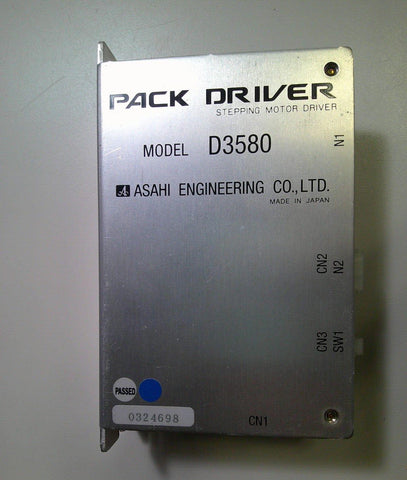 PACK DRIVER
STEPPING MOTOR DRIVER
MODEL D3580
ASAHI ENGINEERING CO.,LTD.
MADE IN JAPAN
N1
CN2
N2
CN3
SW1
PASSED
0324698
CN1